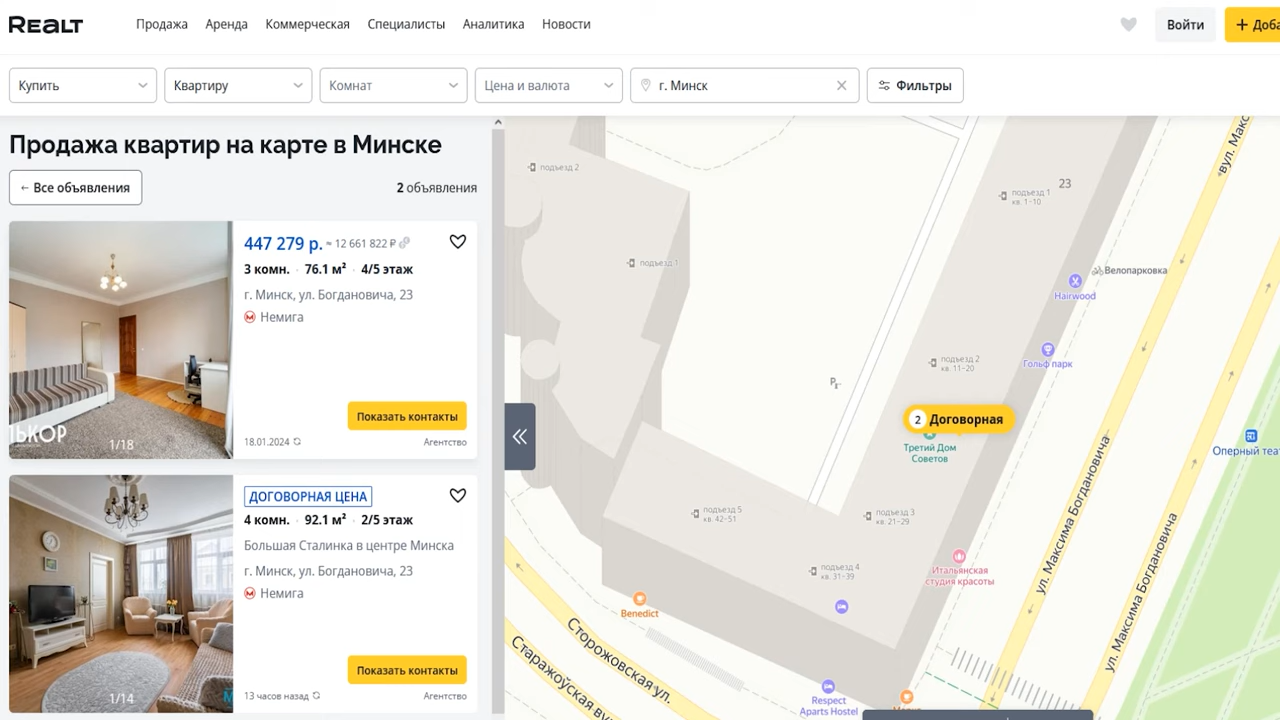 REALT
Продажа
Аренда
Коммерческая
Специалисты
Аналитика
Новости
Войти
+ Доба
Купить
Квартиру
Комнат
Цена и валюта
г. Минск
Фильтры
Продажа квартир на карте в Минске
← Все объявления
2 объявления
447 279 р. ≈ 12 661 822 ₽
3 комн. · 76.1 м² · 4/5 этаж
г. Минск, ул. Богдановича, 23
Немига
Показать контакты
18.01.2024
Агентство
ЬКОР
1/18
ДОГОВОРНАЯ ЦЕНА
4 комн. · 92.1 м² · 2/5 этаж
Большая Сталинка в центре Минска
г. Минск, ул. Богдановича, 23
Немига
Показать контакты
13 часов назад
Агентство
1/14
подъезд 2
подъезд 1
подъезд 1
кв. 1-10
23
вул. Макс
Велопарковка
Hairwood
Гольф парк
подъезд 2
кв. 11-20
P
2 Договорная
Третий Дом
Советов
Оперный теат
подъезд 5
кв. 42-51
подъезд 3
кв. 21-29
ул. Максима Богдановича
ул. Максима Богдановича
подъезд 4
кв. 31-39
Итальянская
студия красоты
Benedict
Сторожовская ул.
Старажоўская ву
Respect
Aparts Hostel